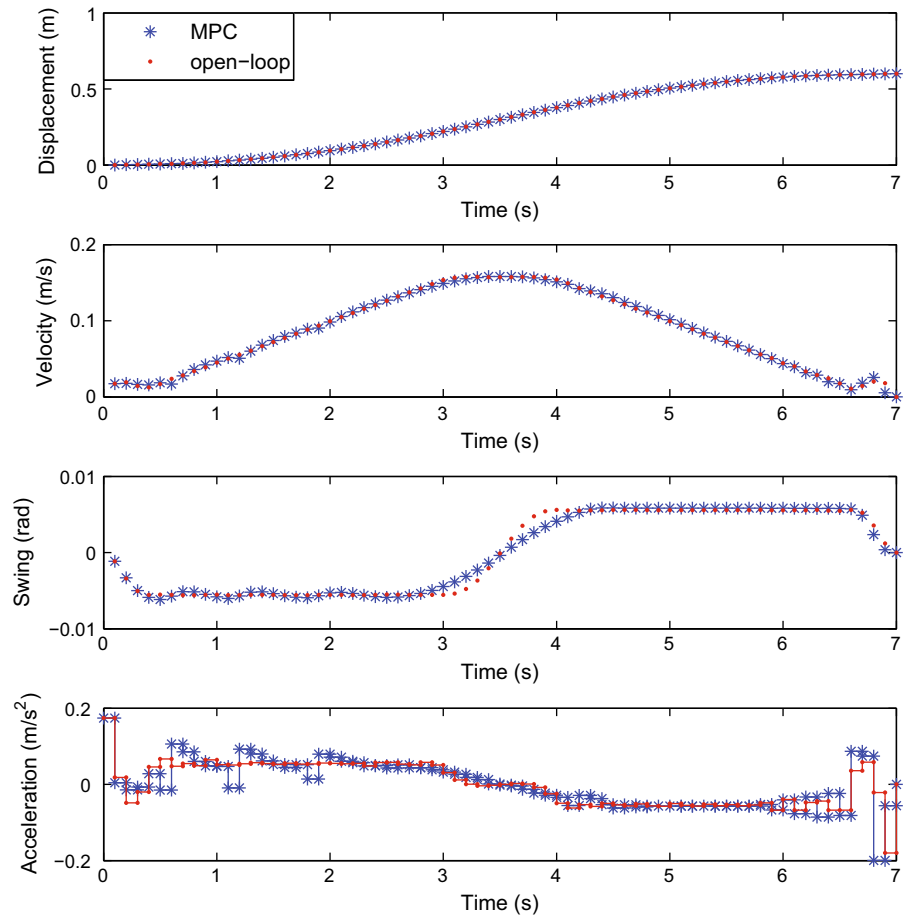 MPC
open-loop
Displacement (m)
1
0.5
0
0 1 2 3 4 5 6 7
Time (s)
Velocity (m/s)
0.2
0.1
0
0 1 2 3 4 5 6 7
Time (s)
Swing (rad)
0.01
0
−0.01
0 1 2 3 4 5 6 7
Time (s)
Acceleration (m/s²)
0.2
0
−0.2
0 1 2 3 4 5 6 7
Time (s)